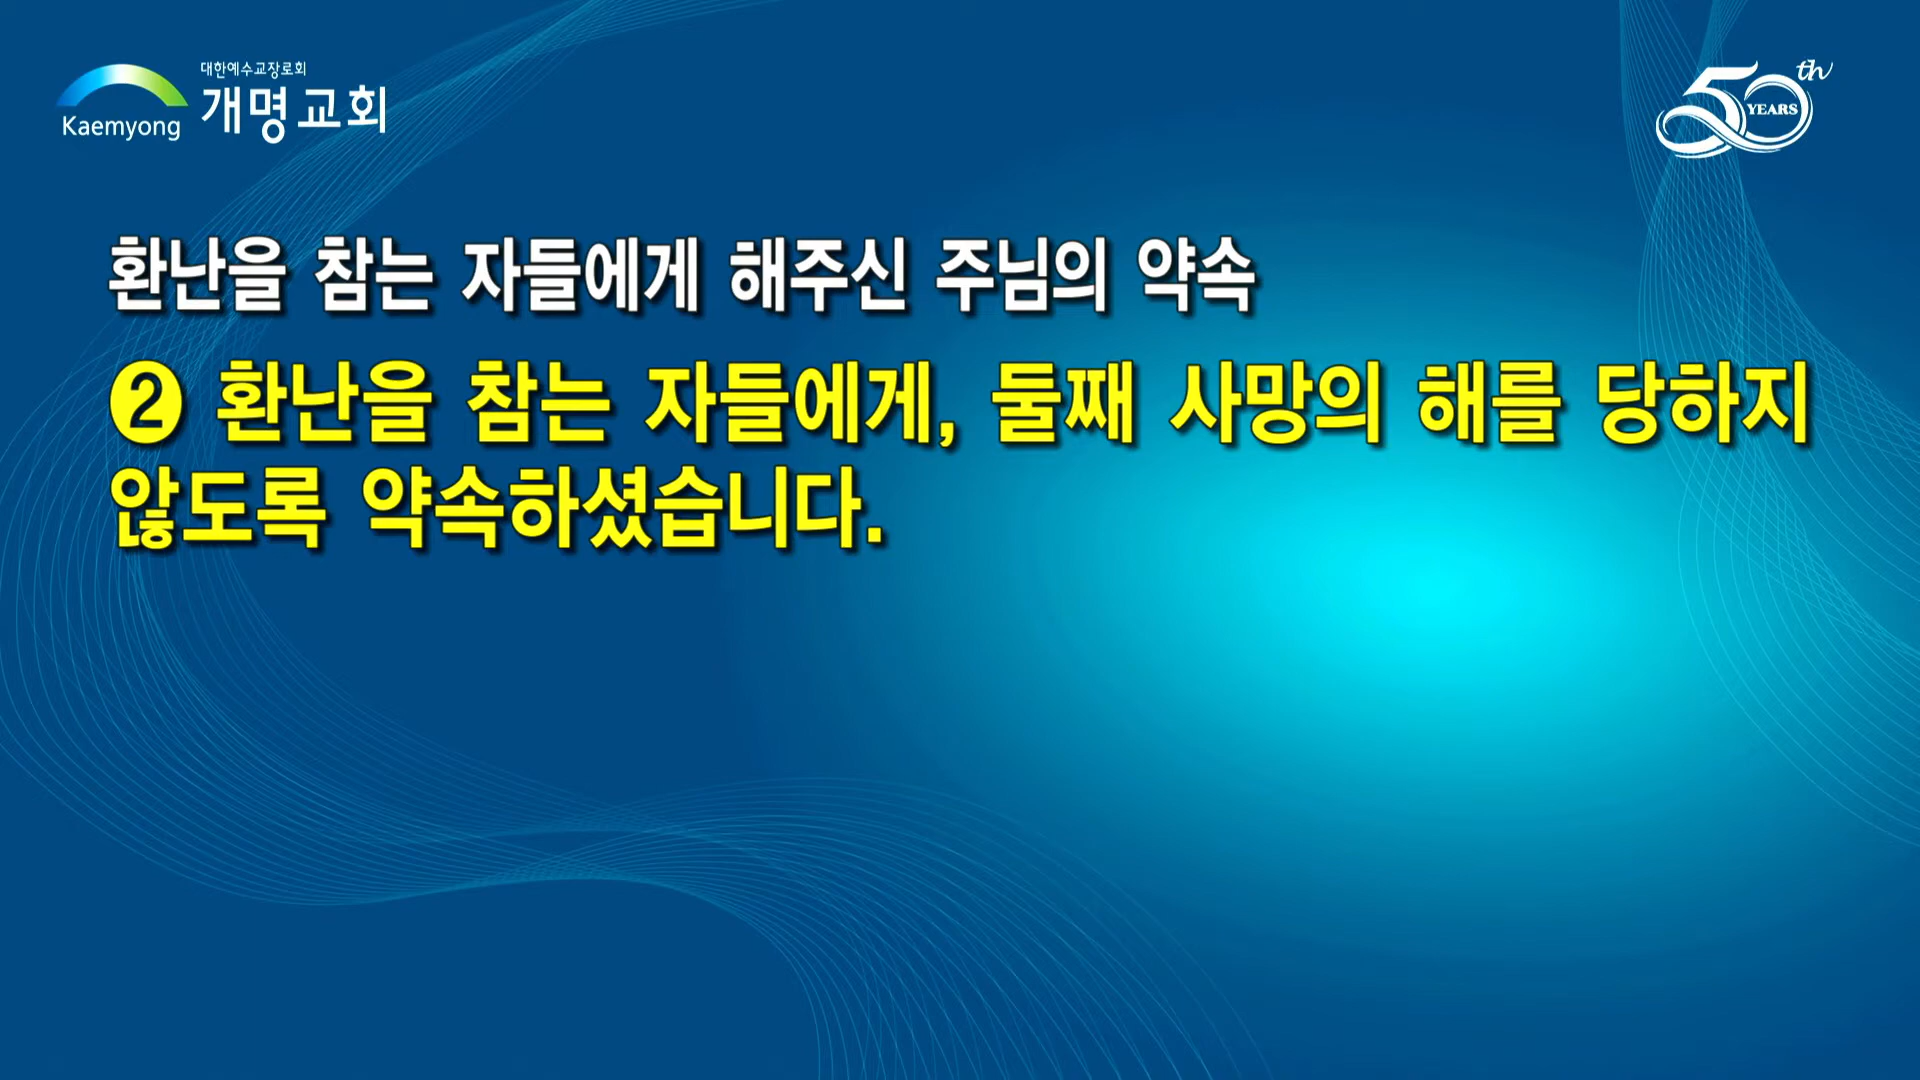 대한예수교장로회
개명교회
Kaemyong
50th
YEARS
환난을 참는 자들에게 해주신 주님의 약속
❷ 환난을 참는 자들에게, 둘째 사망의 해를 당하지
않도록 약속하셨습니다.